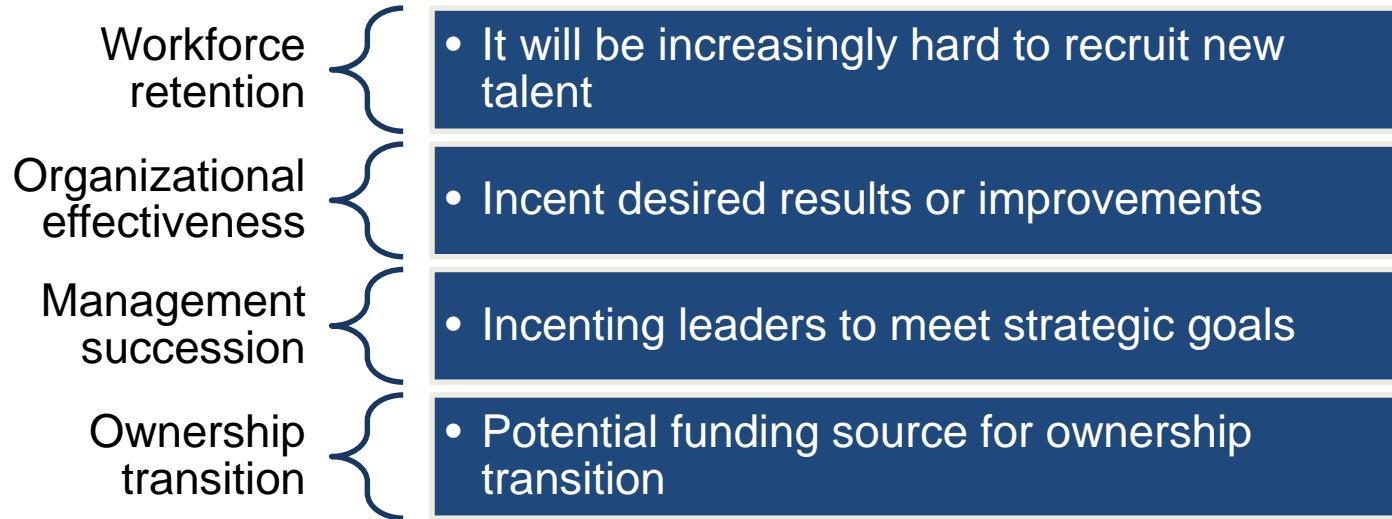 Workforce
retention
• It will be increasingly hard to recruit new
talent
Organizational
effectiveness
• Incent desired results or improvements
Management
succession
• Incenting leaders to meet strategic goals
Ownership
transition
• Potential funding source for ownership
transition